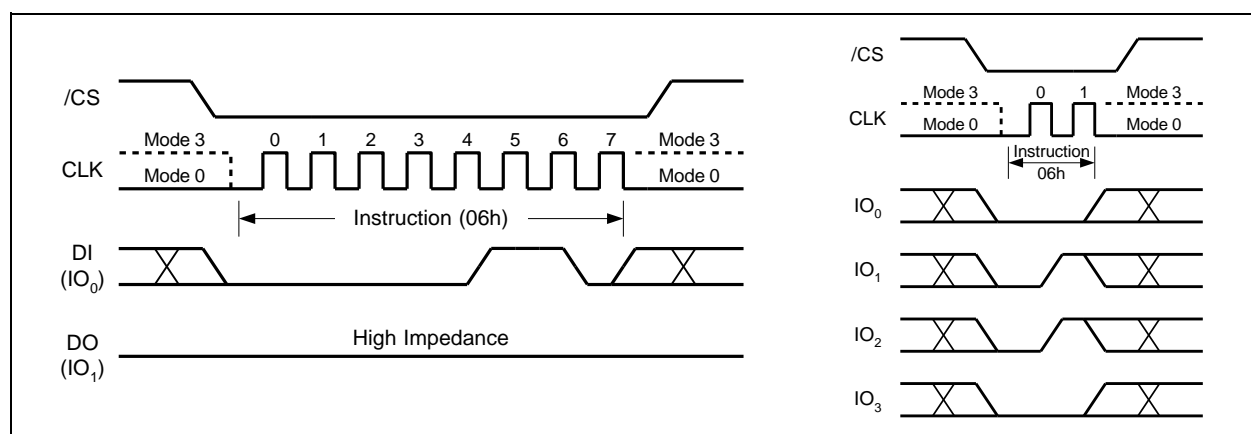 /CS
Mode 3 0 1 2 3 4 5 6 7 Mode 3
CLK
Mode 0 Mode 0
Instruction (06h)
DI
(IO0)
High Impedance
DO
(IO1)
/CS
Mode 3 0 1 Mode 3
CLK
Mode 0 Mode 0
Instruction
06h
IO0
IO1
IO2
IO3